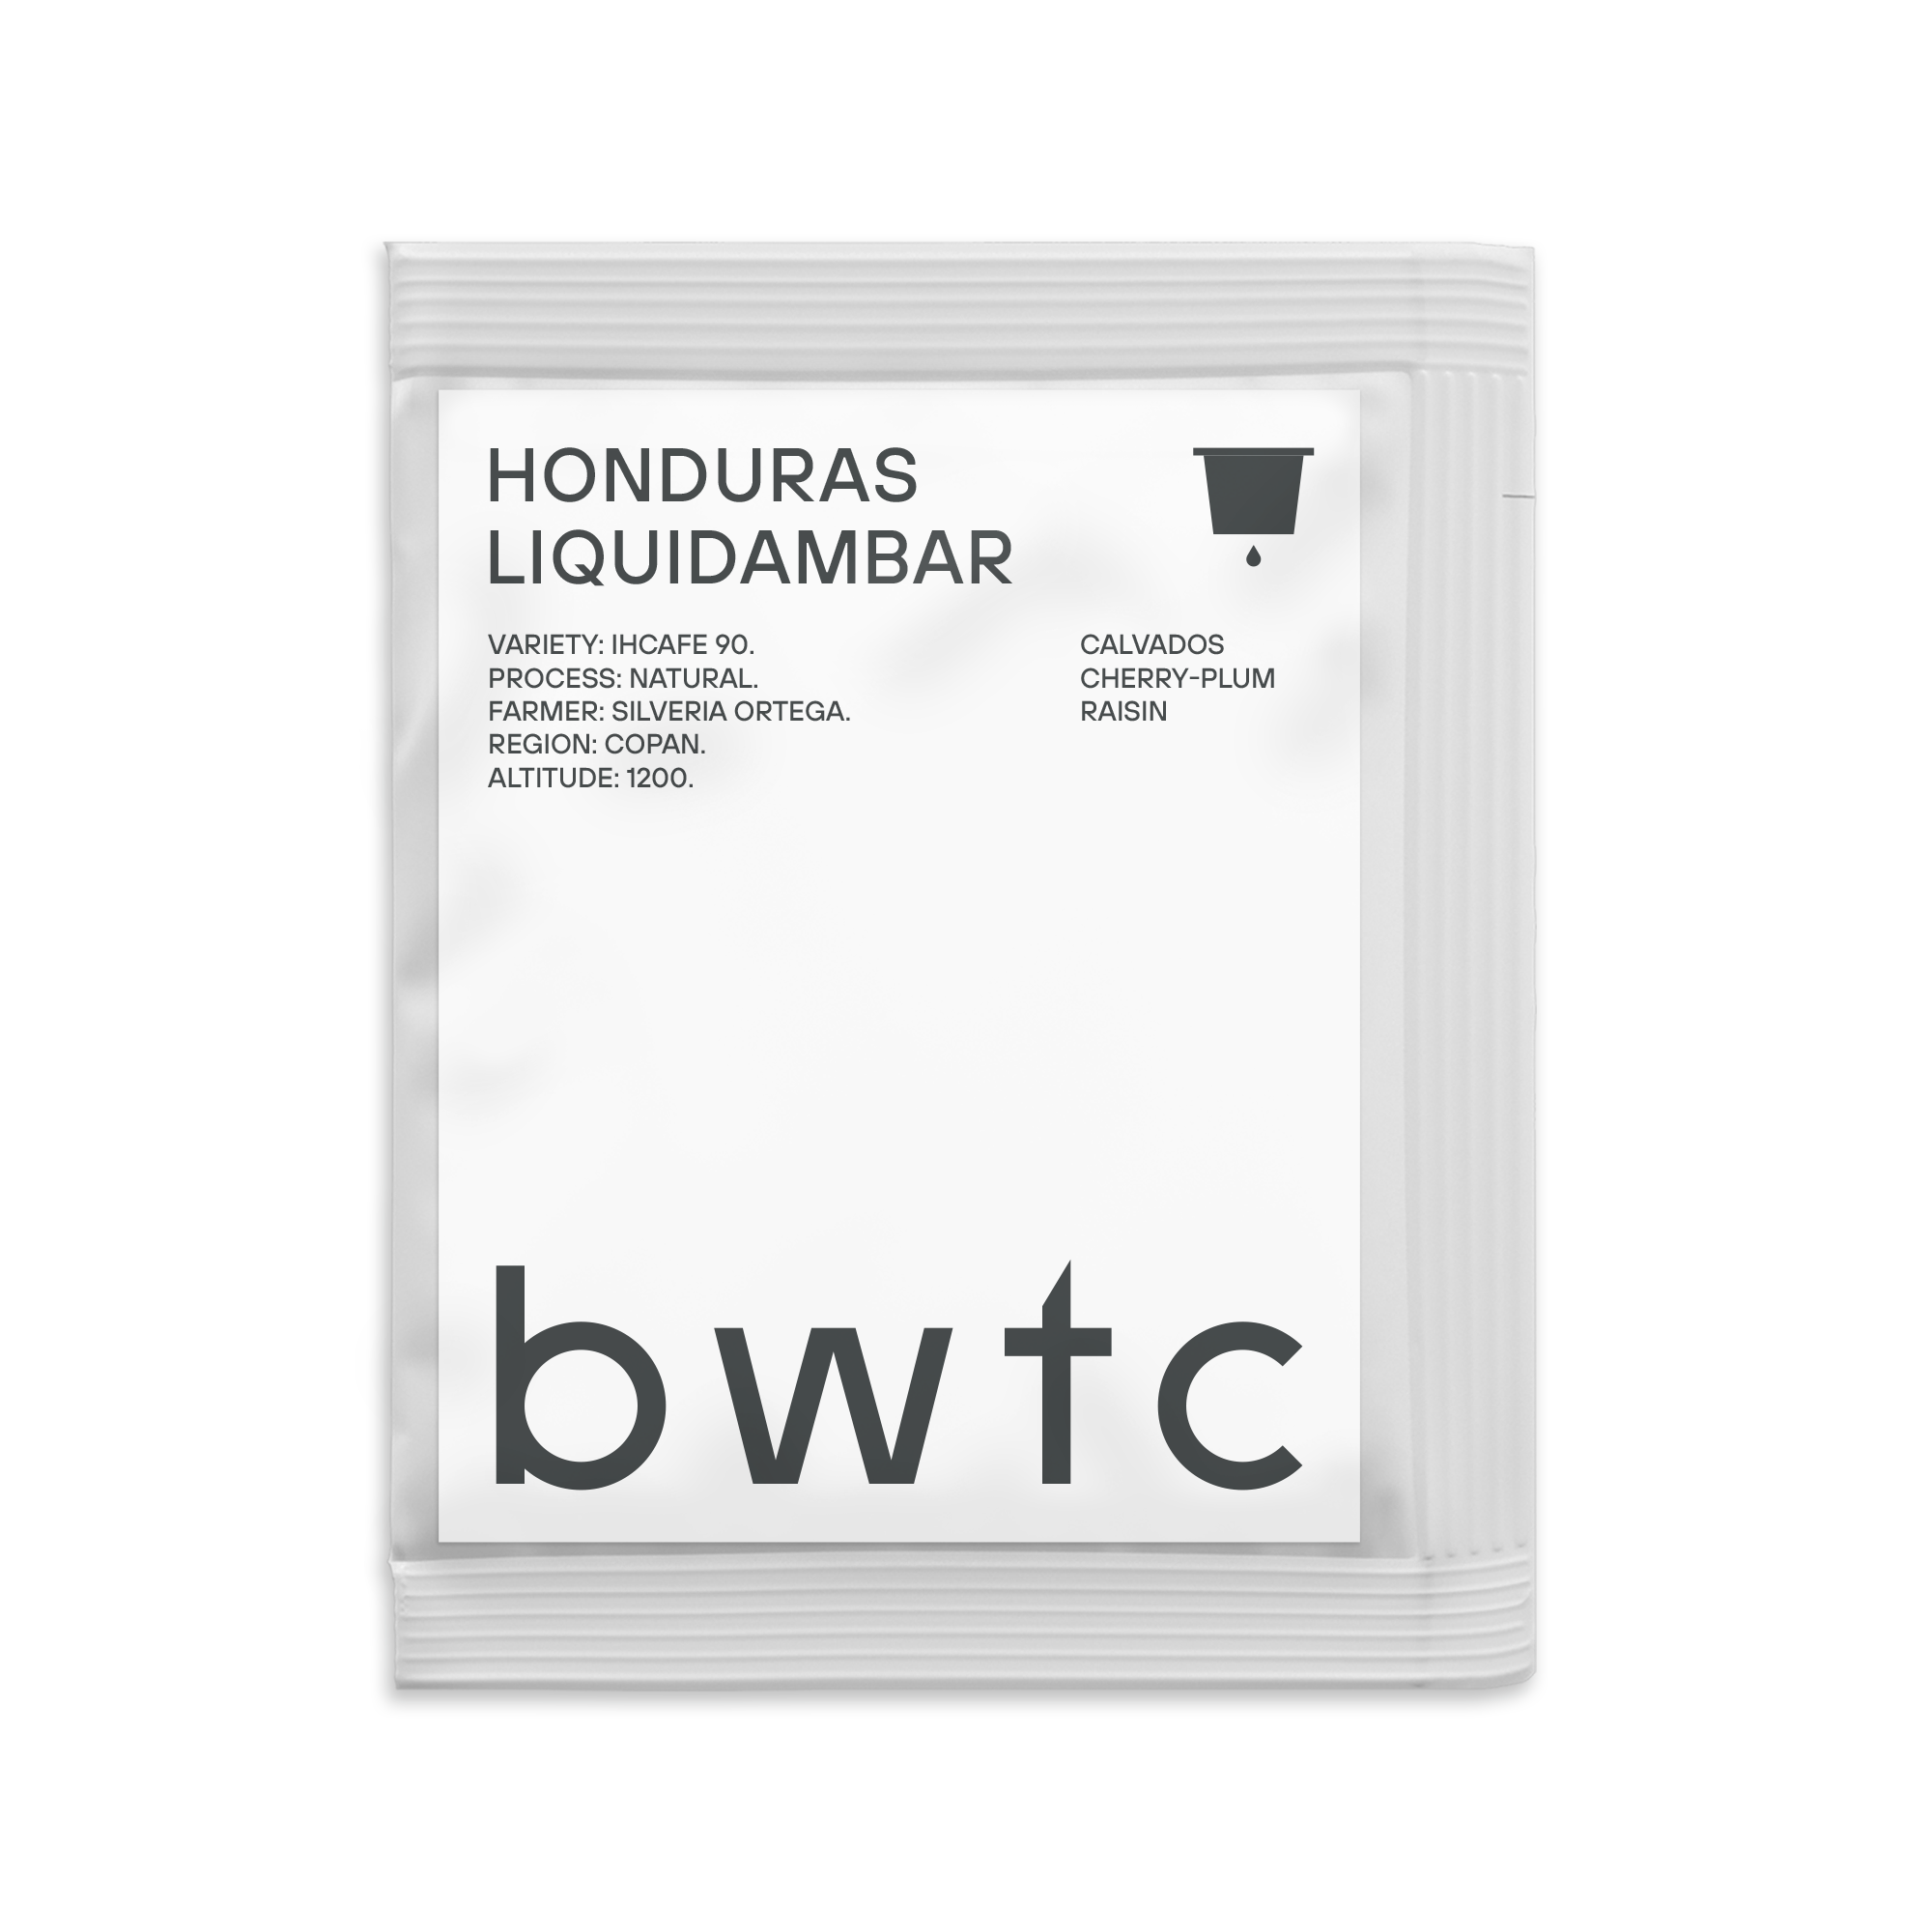 HONDURAS
LIQUIDAMBAR
VARIETY: IHCAFE 90.
PROCESS: NATURAL.
FARMER: SILVERIA ORTEGA.
REGION: COPAN.
ALTITUDE: 1200.
CALVADOS
CHERRY-PLUM
RAISIN
bwtc